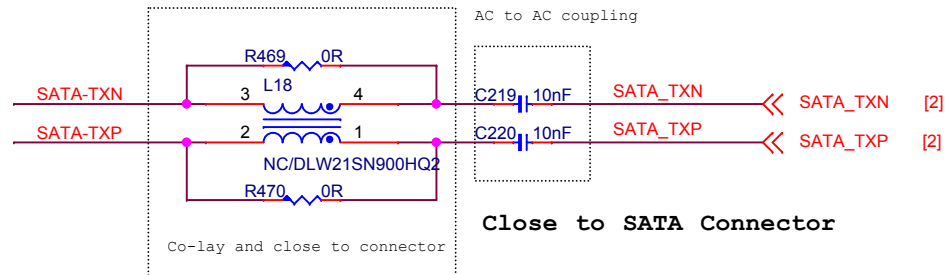 AC to AC coupling
R469 0R
L18
SATA-TXN 3 4 C219 10nF SATA_TXN SATA_TXN [2]
SATA-TXP 2 1 C220 10nF SATA_TXP SATA_TXP [2]
NC/DLW21SN900HQ2
R470 0R
Close to SATA Connector
Co-lay and close to connector